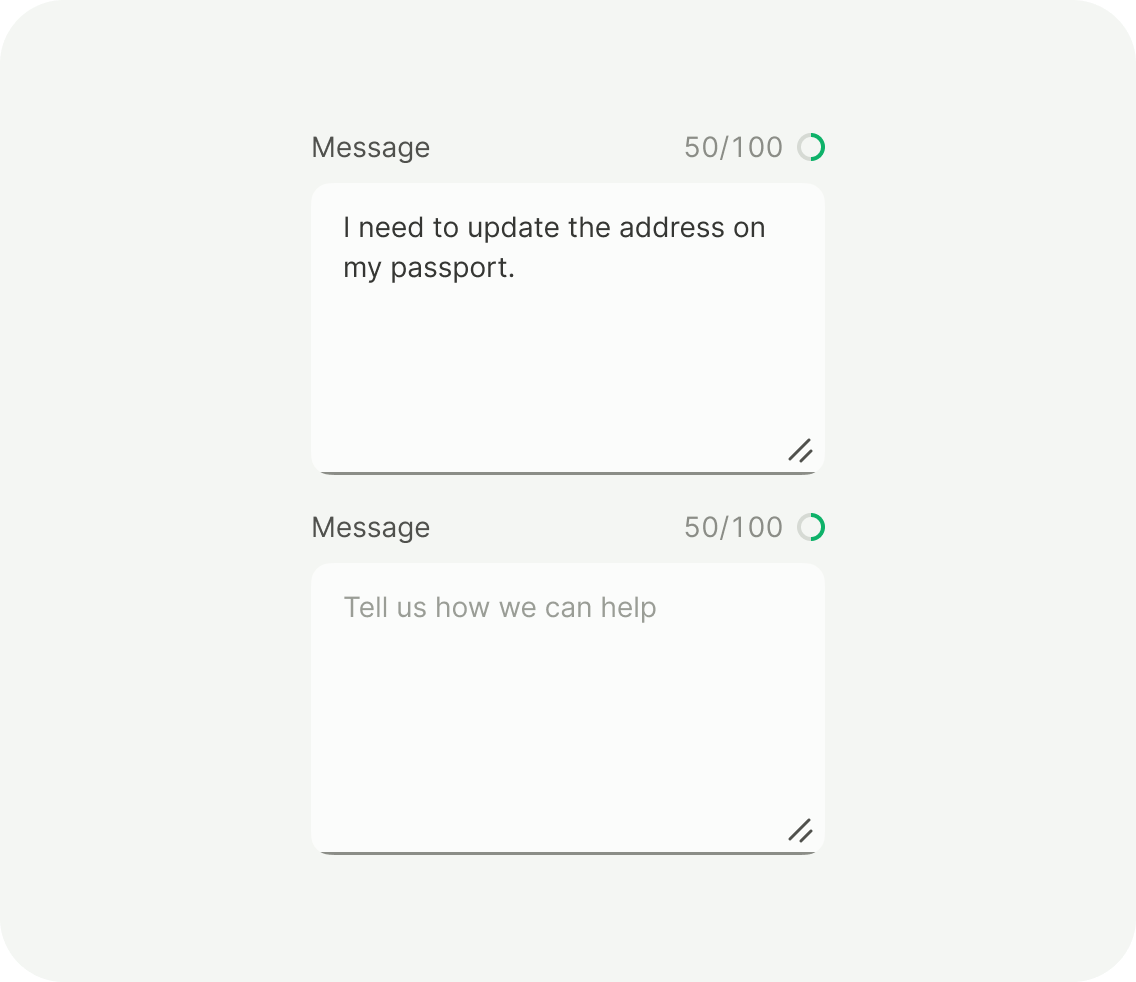 Message 50/100
I need to update the address on
my passport.
Message 50/100
Tell us how we can help